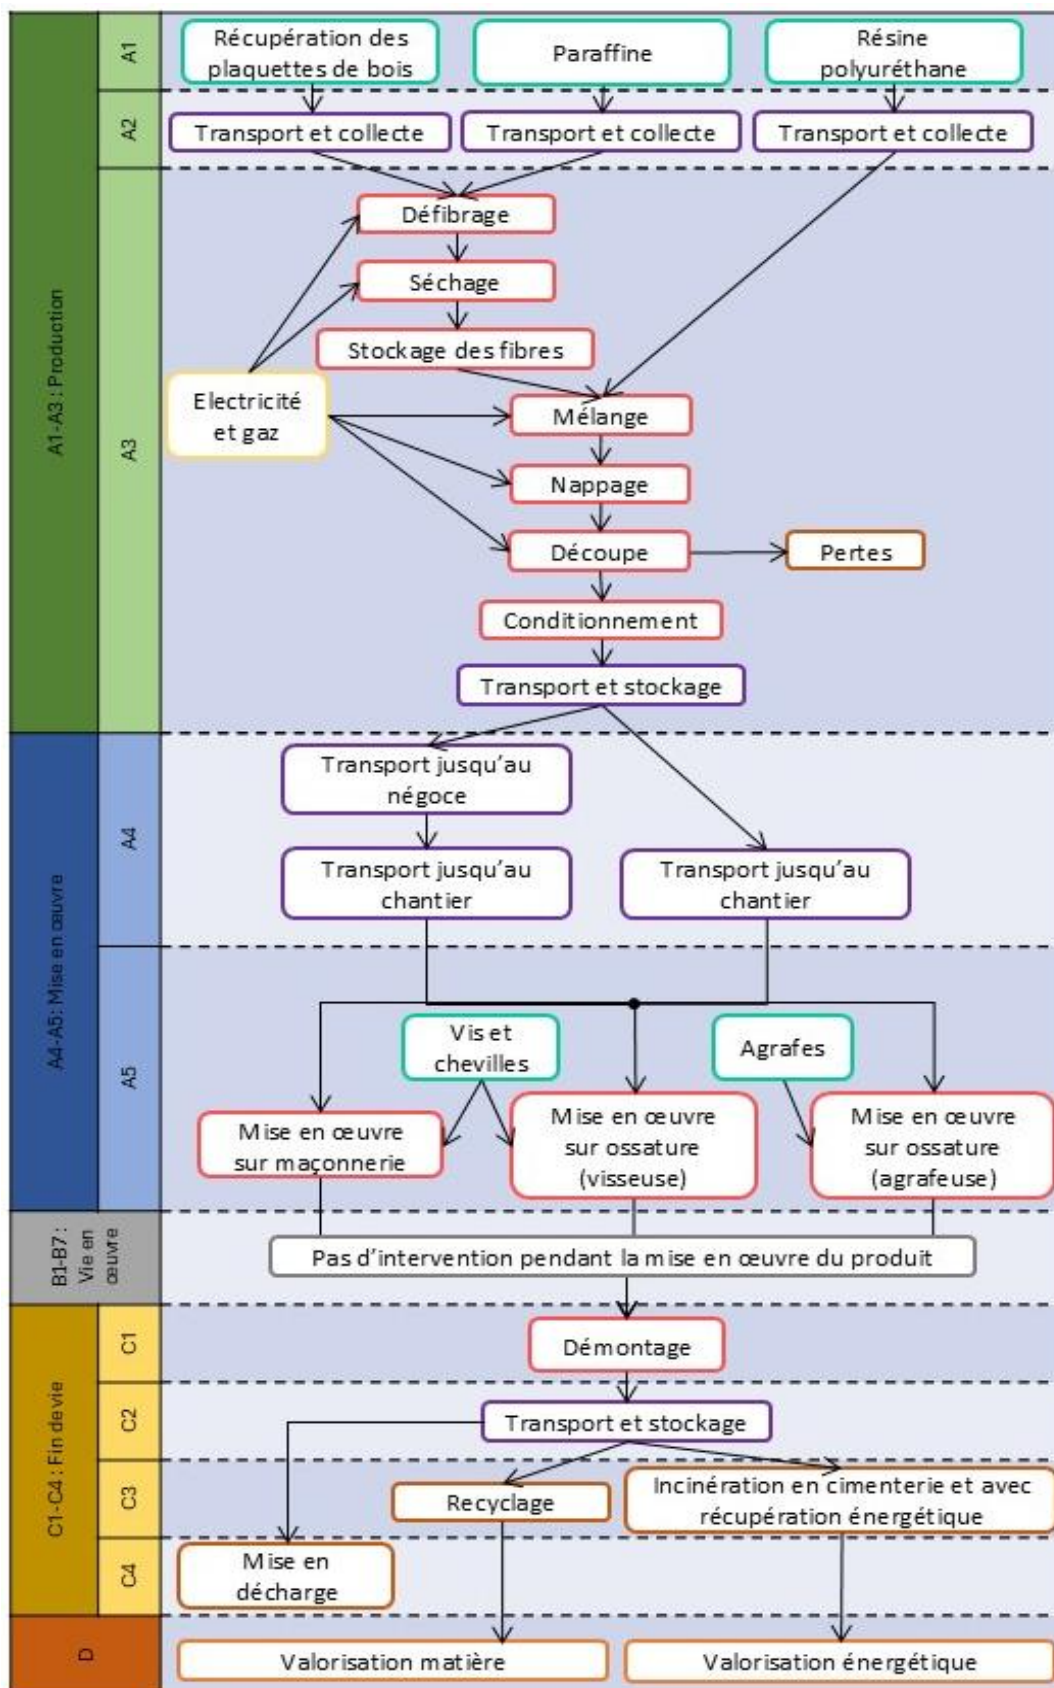 A1-A3 : Production
A1
Récupération des
plaquettes de bois
Paraffine
Résine
polyuréthane
A2
Transport et collecte
Transport et collecte
Transport et collecte
A3
Défibrage
Séchage
Stockage des fibres
Electricité
et gaz
Mélange
Nappage
Découpe
Pertes
Conditionnement
Transport et stockage
A4-A5: Mise en œuvre
A4
Transport jusqu’au
négoce
Transport jusqu’au
chantier
Transport jusqu’au
chantier
A5
Vis et
chevilles
Agrafes
Mise en œuvre
sur maçonnerie
Mise en œuvre
sur ossature
(visseuse)
Mise en œuvre
sur ossature
(agrafeuse)
B1-B7 :
Vie en
œuvre
Pas d’intervention pendant la mise en œuvre du produit
C1-C4 : Fin de vie
C1
Démontage
C2
Transport et stockage
C3
Recyclage
Incinération en cimenterie et avec
récupération énergétique
C4
Mise en
décharge
D
Valorisation matière
Valorisation énergétique